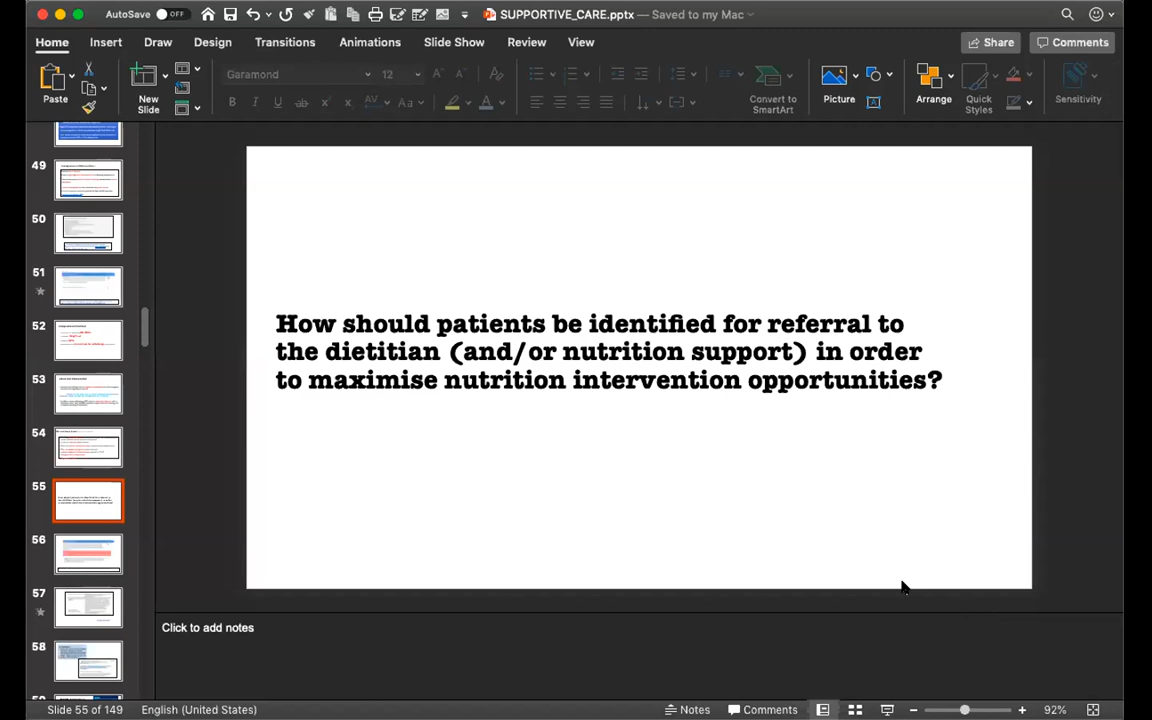 AutoSave OFF SUPPORTIVE_CARE.pptx — Saved to my Mac
Home Insert Draw Design Transitions Animations Slide Show Review View Share Comments
Garamond 12
Paste New Slide Convert to SmartArt Picture Arrange Quick Styles Sensitivity
49
50
51
52
53
54
55
56
57
58
How should patients be identified for referral to
the dietitian (and/or nutrition support) in order
to maximise nutrition intervention opportunities?
Click to add notes
Slide 55 of 149 English (United States) Notes Comments 92%